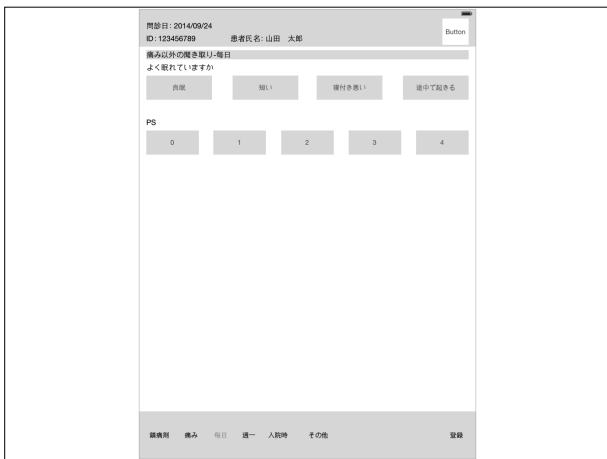 問診日: 2014/09/24
ID: 123456789 患者氏名: 山田 太郎
Button
痛み以外の聞き取り-毎日
よく眠れていますか
良眠 短い 寝付き悪い 途中で起きる
PS
0 1 2 3 4
鎮痛剤 痛み 毎日 週一 入院時 その他 登録